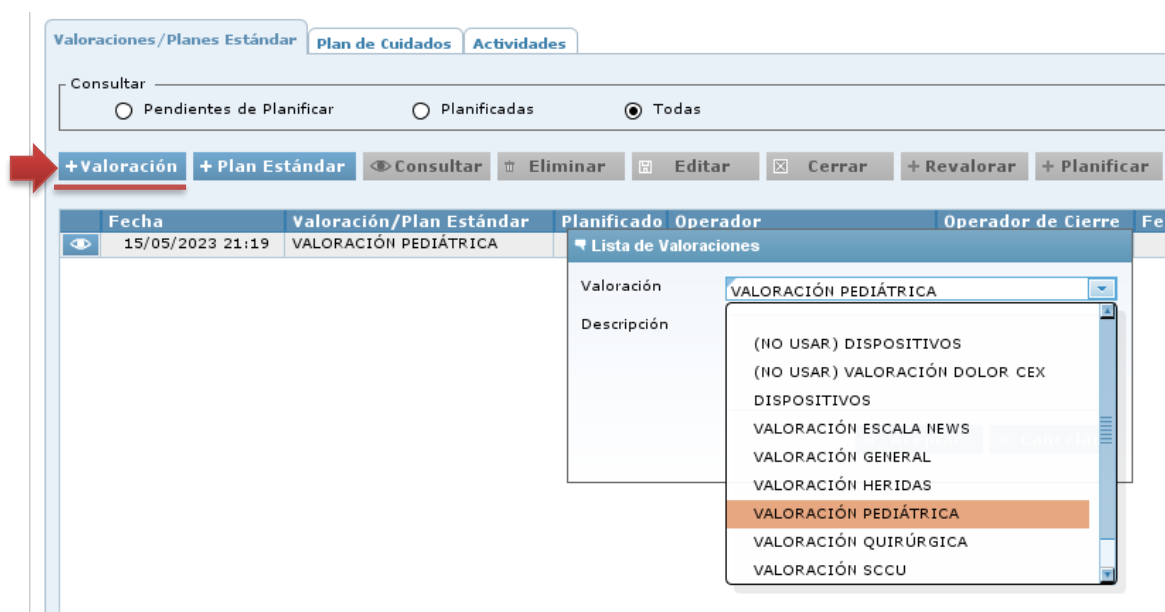 Valoraciones/Planes Estándar Plan de Cuidados Actividades
Consultar
Pendientes de Planificar Planificadas Todas
+Valoración + Plan Estándar Consultar Eliminar Editar Cerrar + Revalorar + Planificar
Fecha Valoración/Plan Estándar Planificado Operador Operador de Cierre Fe
15/05/2023 21:19 VALORACIÓN PEDIÁTRICA
Lista de Valoraciones
Valoración VALORACIÓN PEDIÁTRICA
Descripción
(NO USAR) DISPOSITIVOS
(NO USAR) VALORACIÓN DOLOR CEX
DISPOSITIVOS
VALORACIÓN ESCALA NEWS
Aceptar Cancelar
VALORACIÓN GENERAL
VALORACIÓN HERIDAS
VALORACIÓN PEDIÁTRICA
VALORACIÓN QUIRÚRGICA
VALORACIÓN SCCU